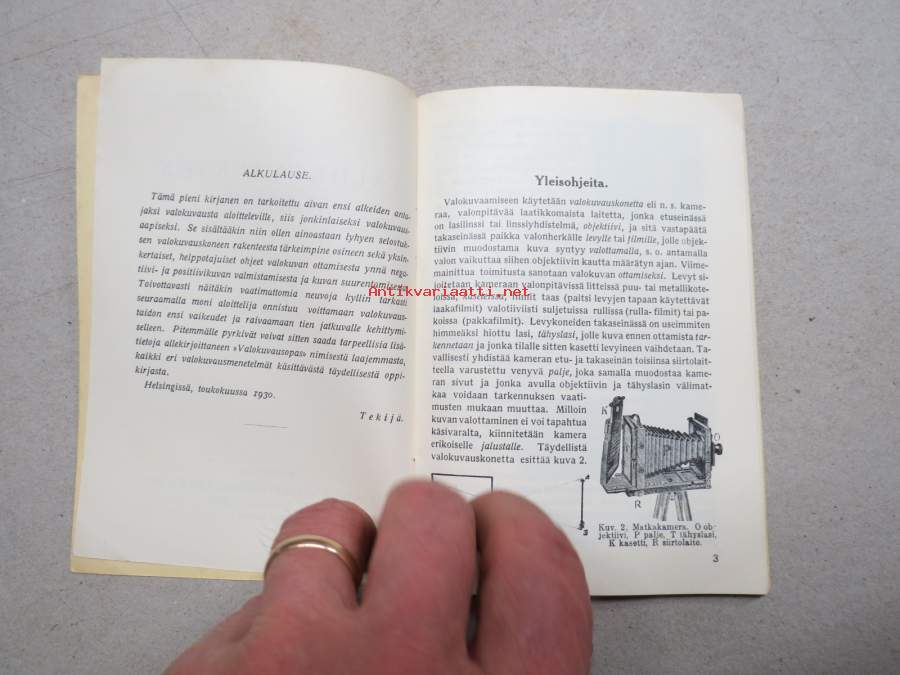 ALKULAUSE.
Tämä pieni kirjanen on tarkoitettu aivan ensi alkeiden anta-
jaksi valokuvausta aloitteleville, siis jonkinlaiseksi valokuvaus-
aapiseksi. Se sisältääkin niin ollen ainoastaan lyhyen selostuk-
sen valokuvauskoneen rakenteesta tärkeimpine osineen sekä yksin-
kertaiset, helppotajuiset ohjeet valokuvan ottamisesta ynnä nega-
tiivi- ja positiivikuvan valmistamisesta ja kuvan suurentamisesta.
Toivottavasti näitäkin vaatimattomia neuvoja kyllin tarkatti
seuraamalla moni aloittelija onnistuu voittamaan valokuvaus-
taidon ensi vaikeudet ja raivaamaan tien jatkuvalle kehittymi-
selleen. Pitemmälle pyrkivät voivat sitten saada tarpeellisia lisä-
tietoja allekirjoittaneen »Valokuvausopas» nimisestä laajemmasta,
kaikki eri valokuvausmenetelmät käsittävästä täydellisestä oppi-
kirjasta.
Helsingissä, toukokuussa 1930.
Tekijä.
Yleisohjeita.
Valokuvaamiseen käytetään valokuvauskonetta eli n. s. kame-
raa, valonpitävää laatikkomaista laitetta, jonka etuseinässä
on lasilinssi tai linssiyhdistelmä, objektiivi, ja sitä vastapäätä
takaseinässä paikka valonherkälle levylle tai filmille, jolle objek-
tiivin muodostama kuva syntyy valottamalla, s. o. antamalla
valon vaikuttaa siihen objektiivin kautta määrätyn ajan. Viime-
mainittua toimitusta sanotaan valokuvan ottamiseksi. Levyt si-
joitetaan kameraan valonpitävissä litteissä puu- tai metallikote-
loissa, kaseteissa, filmit taas (paitsi levyjen tapaan käytettävät
laakafilmit) valotiiviisti suljetuissa rullissa (rulla-filmit) tai pa-
koissa (pakkafilmit). Levykoneiden takaseinässä on useimmiten
himmeäksi hiottu lasi, tähyslasi, jolle kuva ennen ottamista tar-
kennetaan ja jonka tilalle sitten kasetti levyineen vaihdetaan. Ta-
vallisesti yhdistää kameran etu- ja takaseinän toisiinsa siirtolait-
teella varustettu venyvä palje, joka samalla muodostaa kame-
ran sivut ja jonka avulla objektiivin ja tähyslasin välimat-
kaa voidaan tarkennuksen vaati-
musten mukaan muuttaa. Milloin
kuvan valottaminen ei voi tapahtua
käsivaralta, kiinnitetään kamera
erikoiselle jalustalle. Täydellistä
valokuvauskonetta esittää kuva 2.
K
O
R
A
B
Kuv. 2. Matkakamera. O ob-
jektiivi, P palje, T tähyslasi,
K kasetti, R siirtolaite.
3
Antikvariaatti.net